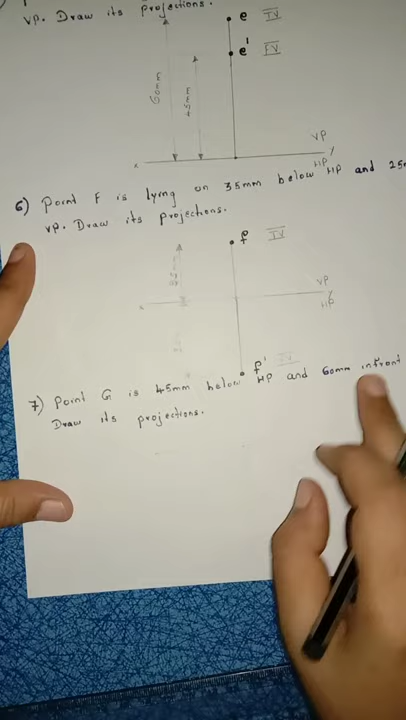 VP. Draw its projections.
e TV
e' FV
60mm
45mm
VP
x y
HP
6) Point F is lying on 35mm below HP and 25m
VP. Draw its projections.
f TV
VP
x y
HP
f'
7) Point G is 45mm below HP and 60mm infront
Draw its projections.